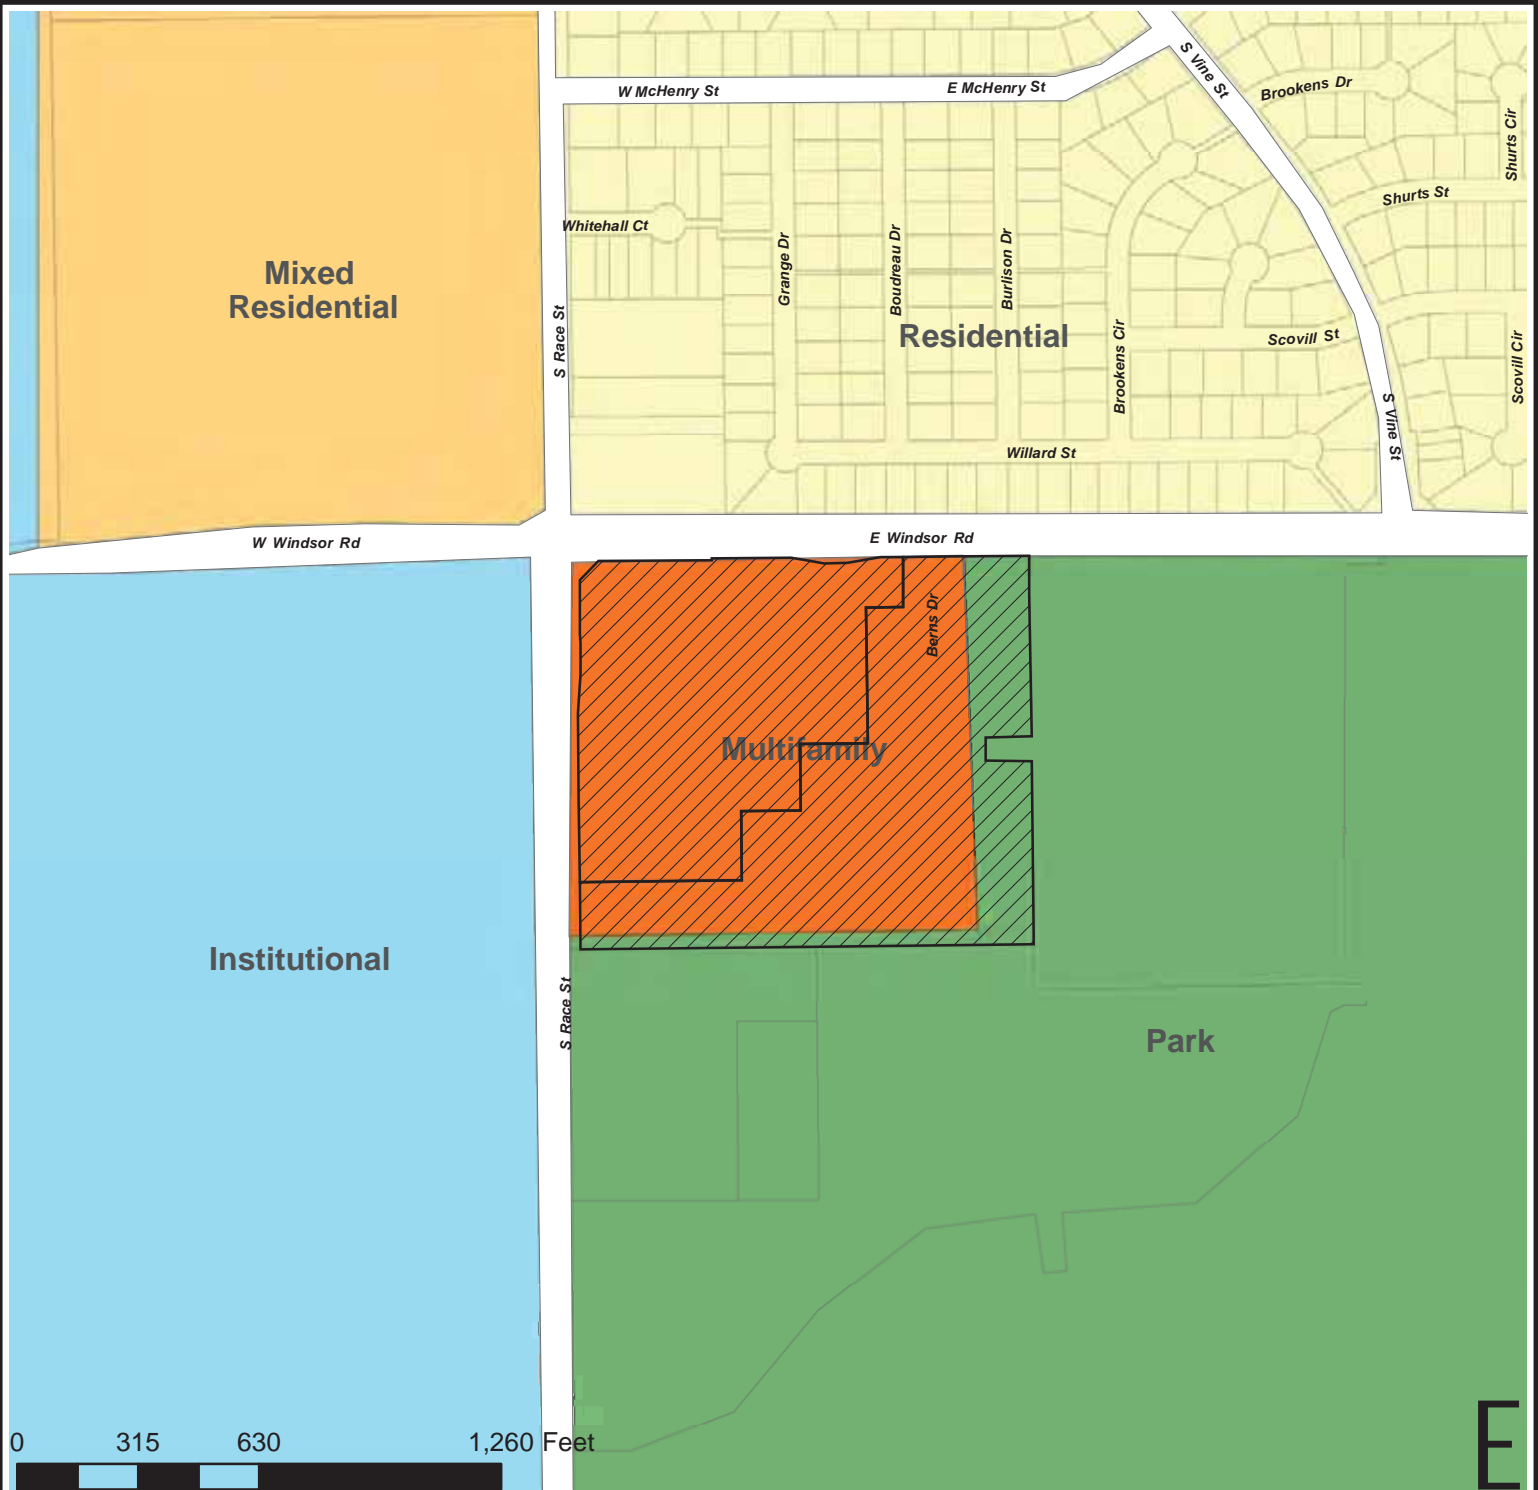 S Vine St
Brookens Dr
W McHenry St
E McHenry St
Shurts Cir
Shurts St
Whitehall Ct
Grange Dr
Boudreau Dr
Burlison Dr
Mixed
Residential
S Race St
Residential
Brookens Cir
Scovill St
Scovill Cir
S Vine St
Willard St
W Windsor Rd
E Windsor Rd
Berns Dr
Multifamily
Institutional
S Race St
Park
0 315 630 1,260 Feet
E